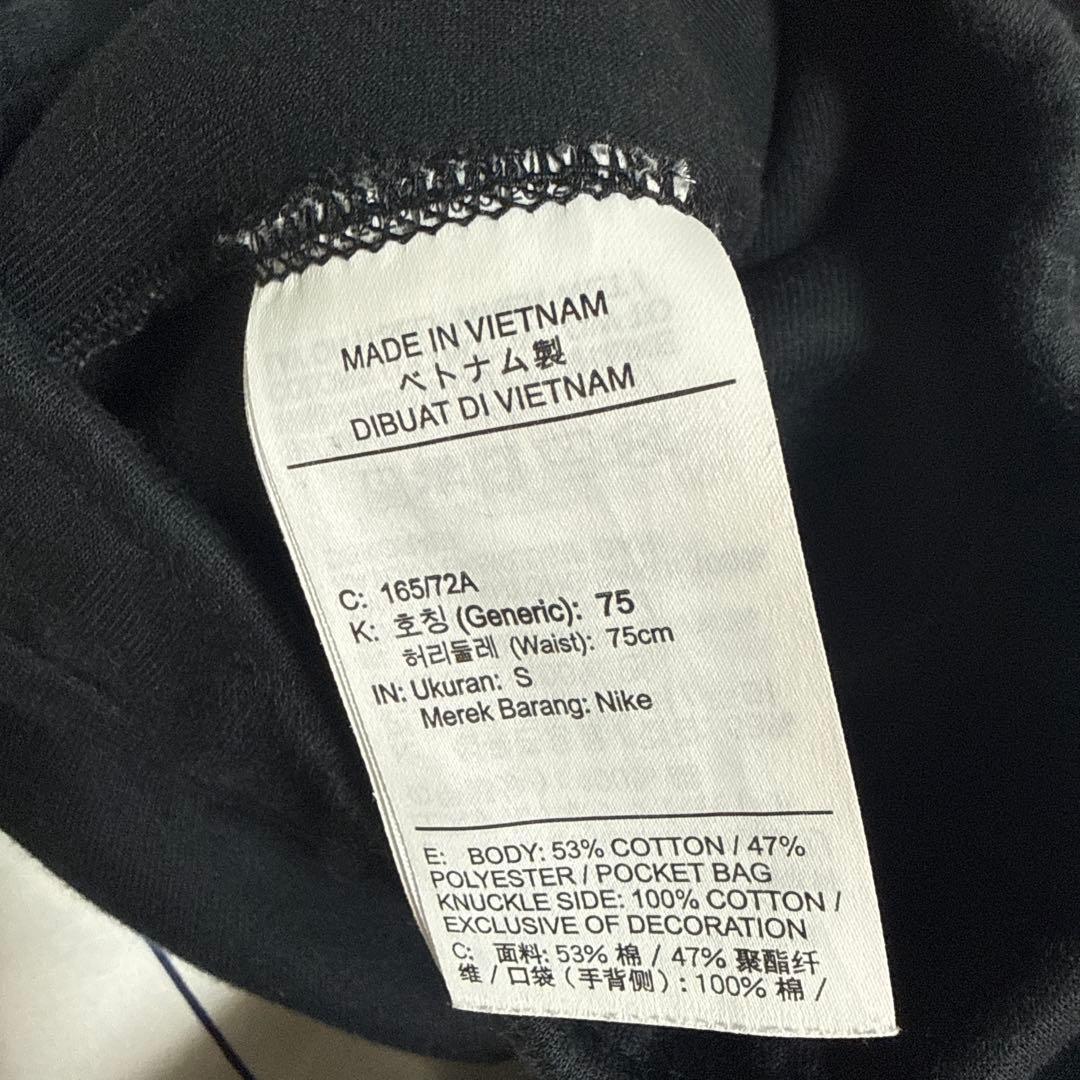 MADE IN VIETNAM
ベトナム製
DIBUAT DI VIETNAM
C: 165/72A
K: 호칭 (Generic): 75
허리둘레 (Waist): 75cm
IN: Ukuran: S
Merek Barang: Nike
E: BODY: 53% COTTON / 47%
POLYESTER / POCKET BAG
KNUCKLE SIDE: 100% COTTON /
EXCLUSIVE OF DECORATION
C: 面料: 53% 棉 / 47% 聚酯纤
维 / 口袋 (手背侧) : 100% 棉 /